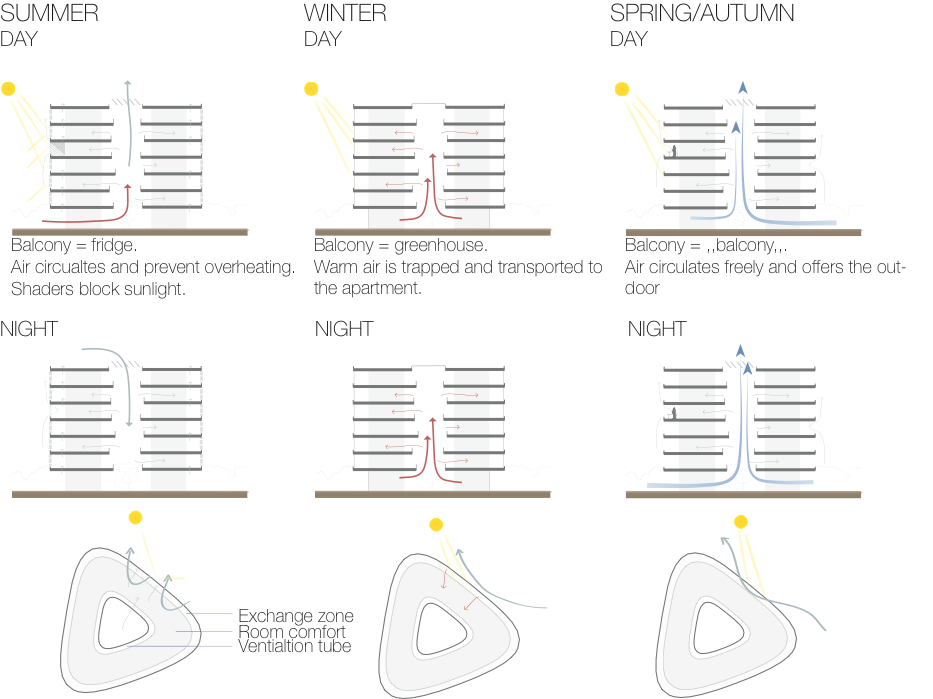 SUMMER
DAY
WINTER
DAY
SPRING/AUTUMN
DAY
Balcony = fridge.
Air circualtes and prevent overheating.
Shaders block sunlight.
Balcony = greenhouse.
Warm air is trapped and transported to
the apartment.
Balcony = ,,balcony,,.
Air circulates freely and offers the out-
door
NIGHT
NIGHT
NIGHT
Exchange zone
Room comfort
Ventialtion tube